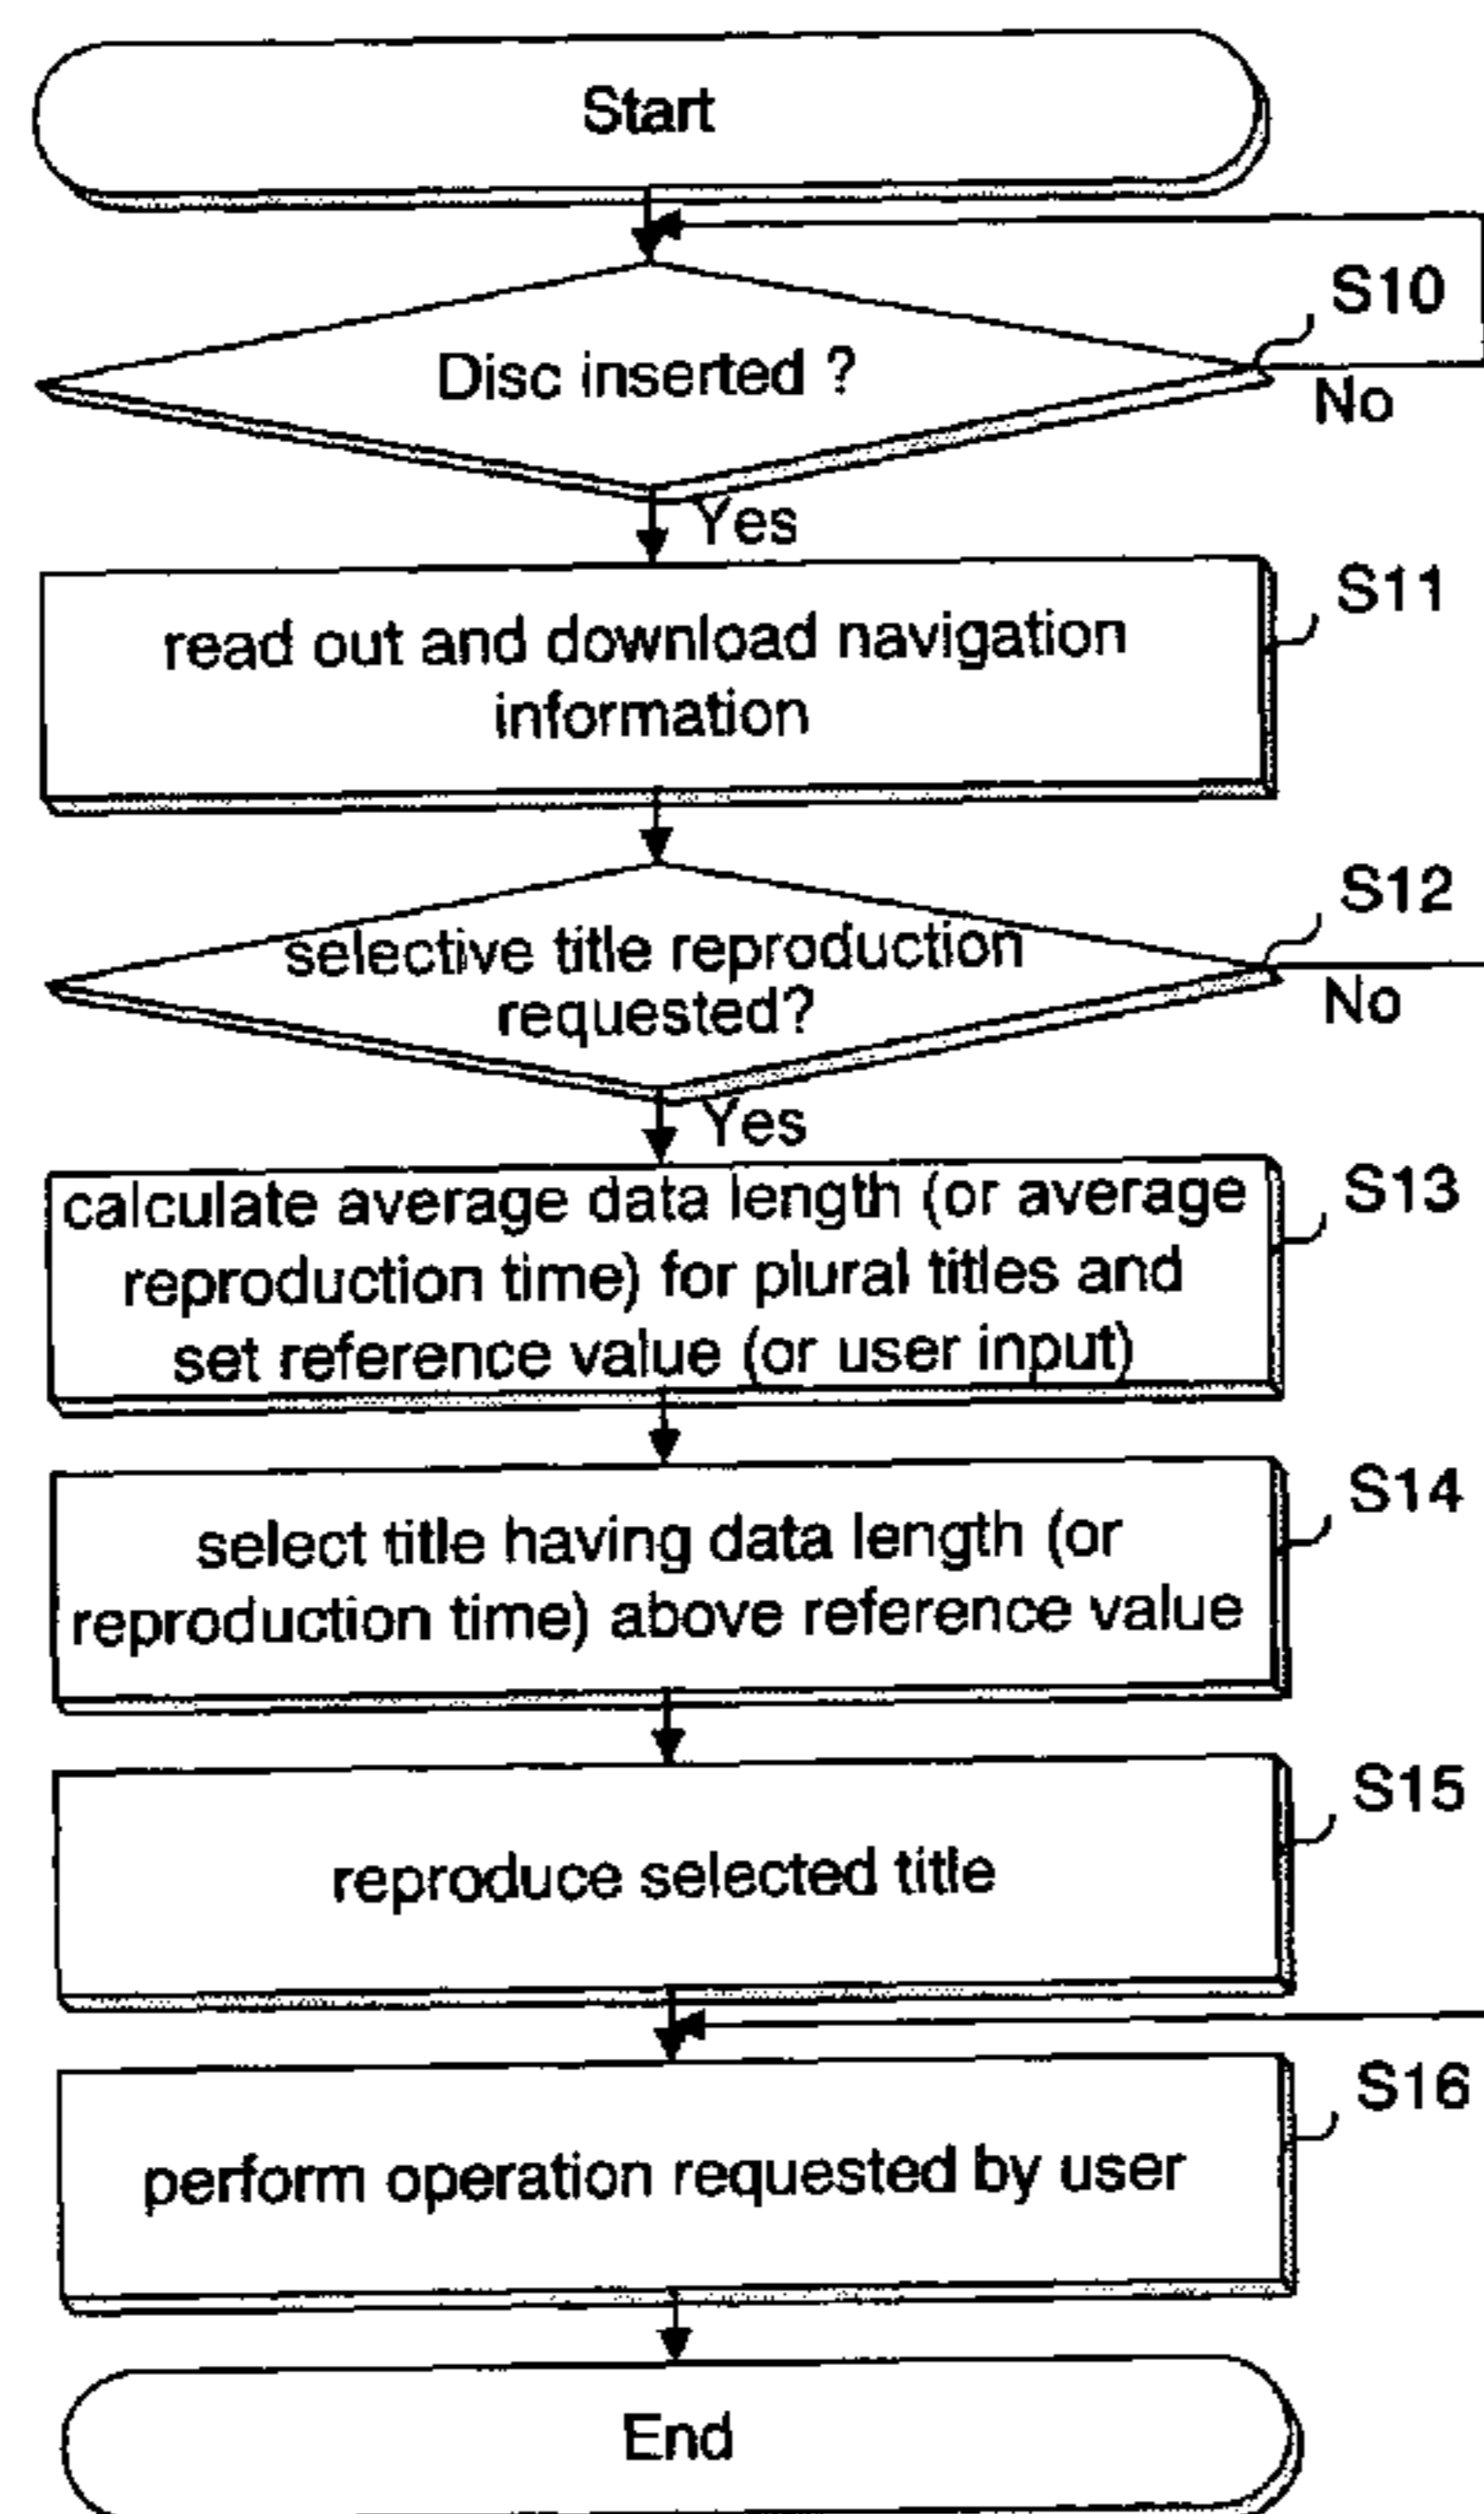 Start
S10
Disc inserted ?
No
Yes
S11
read out and download navigation
information
S12
selective title reproduction
requested?
No
Yes
S13
calculate average data length (or average
reproduction time) for plural titles and
set reference value (or user input)
S14
select title having data length (or
reproduction time) above reference value
S15
reproduce selected title
S16
perform operation requested by user
End